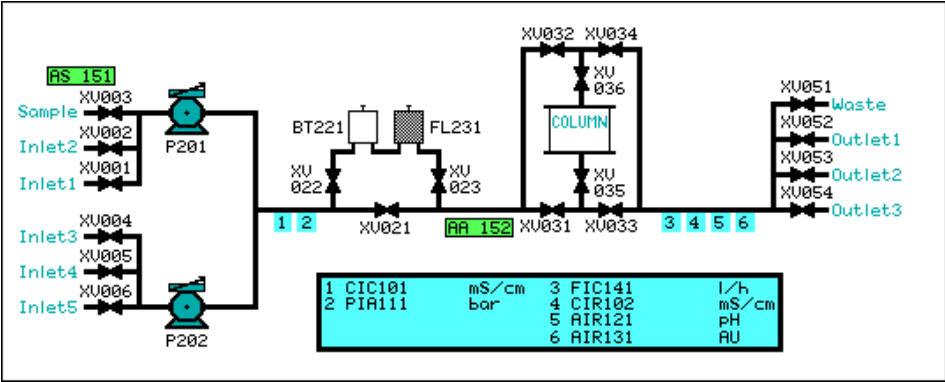 XV032 XV034
AS 151
XV003
Sample
XV
036
XV051
Waste
XV002
Inlet2
BT221
FL231
COLUMN
XV052
Outlet1
P201
XV001
Inlet1
XV
022
XV
023
XV
035
XV053
Outlet2
XV054
Outlet3
XV004
Inlet3
1 2
XV021
AA 152
XV031 XV033
3 4 5 6
XV005
Inlet4
XV006
Inlet5
P202
1 CIC101 mS/cm 3 FIC141 l/h
2 PIA111 bar 4 CIR102 mS/cm
5 AIR121 pH
6 AIR131 AU